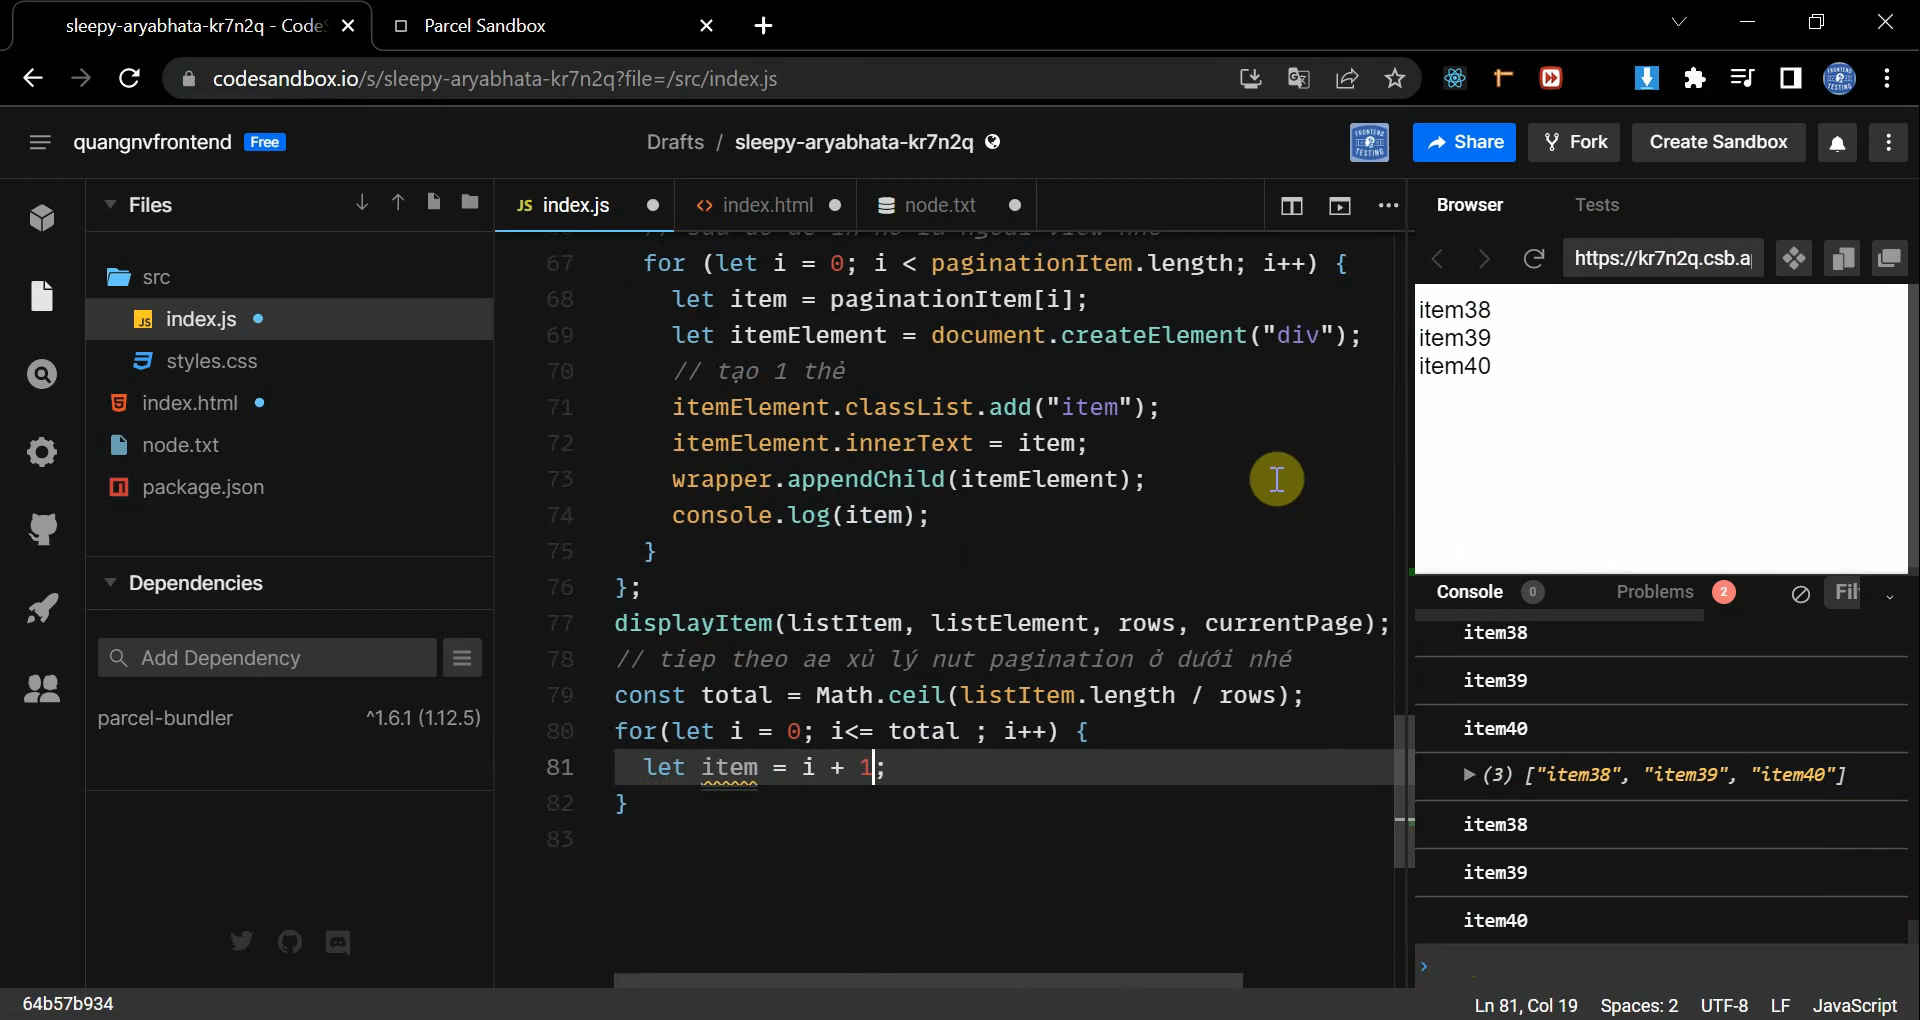 sleepy-aryabhata-kr7n2q - Code
Parcel Sandbox
codesandbox.io/s/sleepy-aryabhata-kr7n2q?file=/src/index.js
quangnvfrontend Free
Drafts / sleepy-aryabhata-kr7n2q
FRONTEND
TESTING
Share
Fork
Create Sandbox
Files
JS index.js
<> index.html
node.txt
Browser
Tests
https://kr7n2q.csb.a
src
JS index.js
styles.css
index.html
node.txt
package.json
Dependencies
Add Dependency
parcel-bundler ^1.6.1 (1.12.5)
67 for (let i = 0; i < paginationItem.length; i++) {
68 let item = paginationItem[i];
69 let itemElement = document.createElement("div");
70 // tạo 1 thẻ
71 itemElement.classList.add("item");
72 itemElement.innerText = item;
73 wrapper.appendChild(itemElement);
74 console.log(item);
75 }
76 };
77 displayItem(listItem, listElement, rows, currentPage);
78 // tiep theo ae xủ lý nut pagination ở dưới nhé
79 const total = Math.ceil(listItem.length / rows);
80 for(let i = 0; i<= total ; i++) {
81 let item = i + 1;
82 }
83
item38
item39
item40
Console 0
Problems 2
Fil
item38
item39
item40
▶ (3) ["item38", "item39", "item40"]
item38
item39
item40
64b57b934
Ln 81, Col 19 Spaces: 2 UTF-8 LF JavaScript